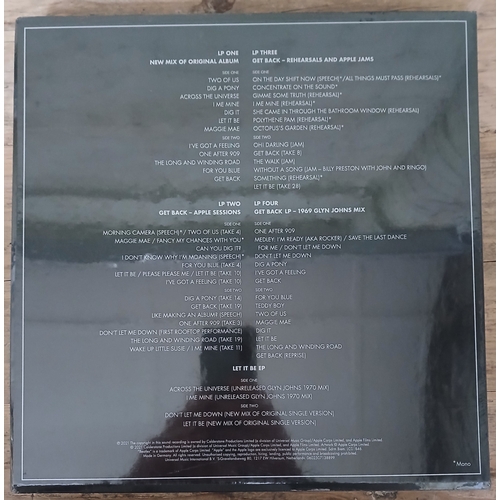 LP ONE
NEW MIX OF ORIGINAL ALBUM
SIDE ONE
TWO OF US
DIG A PONY
ACROSS THE UNIVERSE
I ME MINE
DIG IT
LET IT BE
MAGGIE MAE
SIDE TWO
I'VE GOT A FEELING
ONE AFTER 909
THE LONG AND WINDING ROAD
FOR YOU BLUE
GET BACK
LP THREE
GET BACK – REHEARSALS AND APPLE JAMS
SIDE ONE
ON THE DAY SHIFT NOW (SPEECH)*/ALL THINGS MUST PASS (REHEARSALS)*
CONCENTRATE ON THE SOUND*
GIMME SOME TRUTH (REHEARSAL)*
I ME MINE (REHEARSAL)*
SHE CAME IN THROUGH THE BATHROOM WINDOW (REHEARSAL)
POLYTHENE PAM (REHEARSAL)*
OCTOPUS'S GARDEN (REHEARSAL)*
SIDE TWO
OH! DARLING (JAM)
GET BACK (TAKE 8)
THE WALK (JAM)
WITHOUT A SONG (JAM – BILLY PRESTON WITH JOHN AND RINGO)
SOMETHING (REHEARSAL)*
LET IT BE (TAKE 28)
LP TWO
GET BACK – APPLE SESSIONS
SIDE ONE
MORNING CAMERA (SPEECH)* / TWO OF US (TAKE 4)
MAGGIE MAE / FANCY MY CHANCES WITH YOU*
CAN YOU DIG IT?
I DON'T KNOW WHY I'M MOANING (SPEECH)*
FOR YOU BLUE (TAKE 4)
LET IT BE / PLEASE PLEASE ME / LET IT BE (TAKE 10)
I'VE GOT A FEELING (TAKE 10)
SIDE TWO
DIG A PONY (TAKE 14)
GET BACK (TAKE 19)
LIKE MAKING AN ALBUM? (SPEECH)
ONE AFTER 909 (TAKE 3)
DON'T LET ME DOWN (FIRST ROOFTOP PERFORMANCE)
THE LONG AND WINDING ROAD (TAKE 19)
WAKE UP LITTLE SUSIE / I ME MINE (TAKE 11)
LP FOUR
GET BACK LP – 1969 GLYN JOHNS MIX
SIDE ONE
ONE AFTER 909
MEDLEY: I'M READY (AKA ROCKER) / SAVE THE LAST DANCE
FOR ME / DON'T LET ME DOWN
DON'T LET ME DOWN
DIG A PONY
I'VE GOT A FEELING
GET BACK
SIDE TWO
FOR YOU BLUE
TEDDY BOY
TWO OF US
MAGGIE MAE
DIG IT
LET IT BE
THE LONG AND WINDING ROAD
GET BACK (REPRISE)
LET IT BE EP
SIDE ONE
ACROSS THE UNIVERSE (UNRELEASED GLYN JOHNS 1970 MIX)
I ME MINE (UNRELEASED GLYN JOHNS 1970 MIX)
SIDE TWO
DON'T LET ME DOWN (NEW MIX OF ORIGINAL SINGLE VERSION)
LET IT BE (NEW MIX OF ORIGINAL SINGLE VERSION)
*Mono